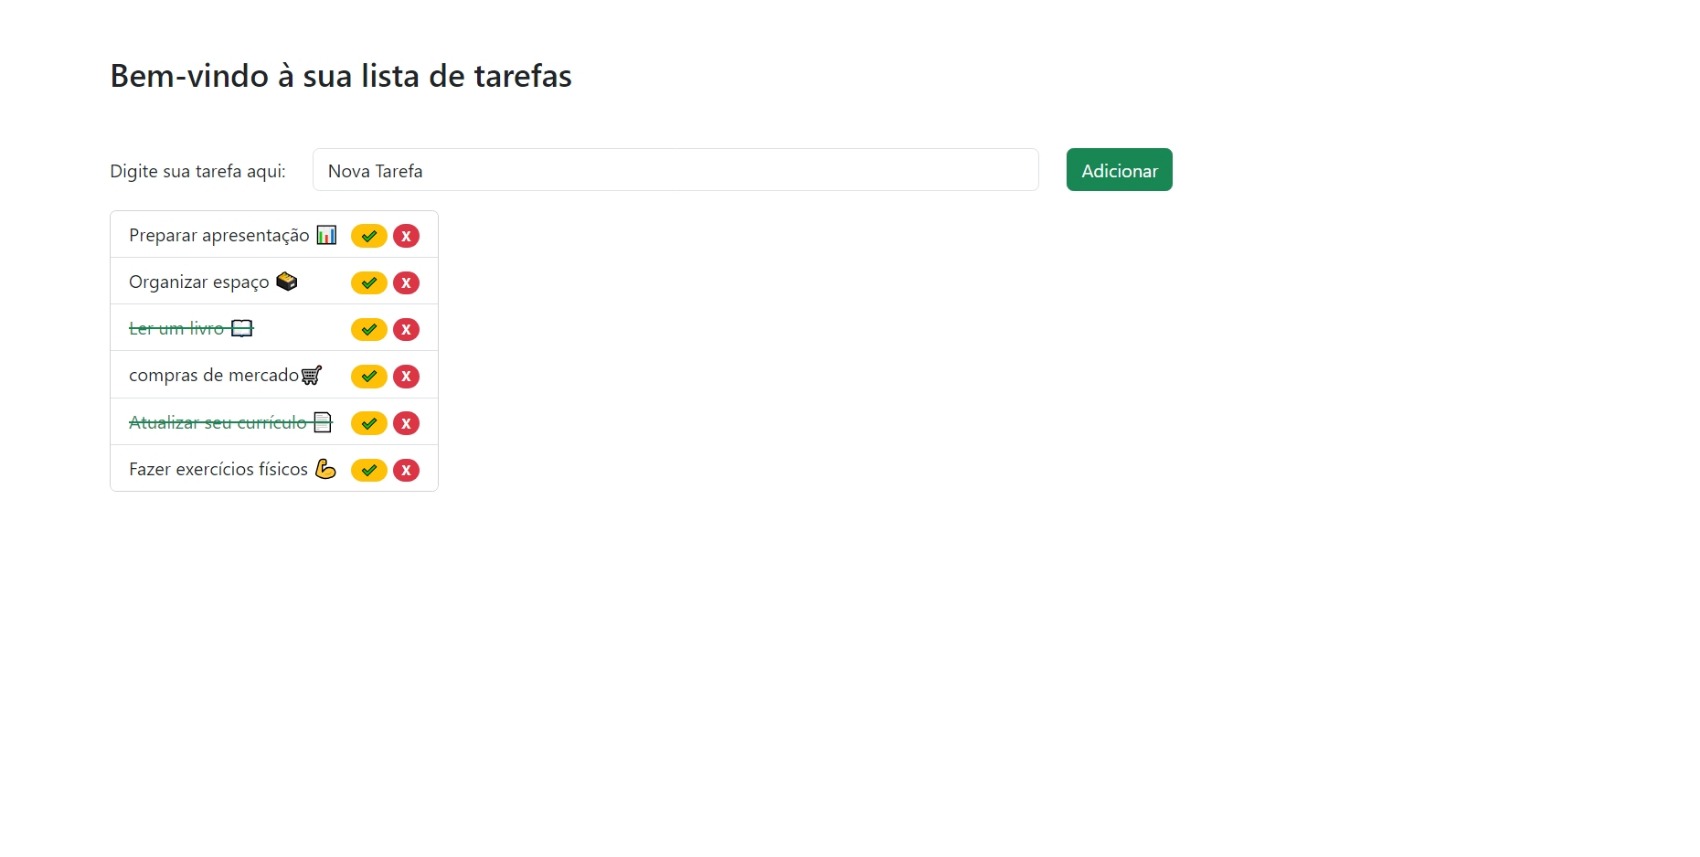 Bem-vindo à sua lista de tarefas
Digite sua tarefa aqui: Nova Tarefa Adicionar
Preparar apresentação 📊 ✔ X
Organizar espaço 🗃 ✔ X
Ler um livro 📖 ✔ X
compras de mercado🛒 ✔ X
Atualizar seu currículo 📄 ✔ X
Fazer exercícios físicos 💪 ✔ X